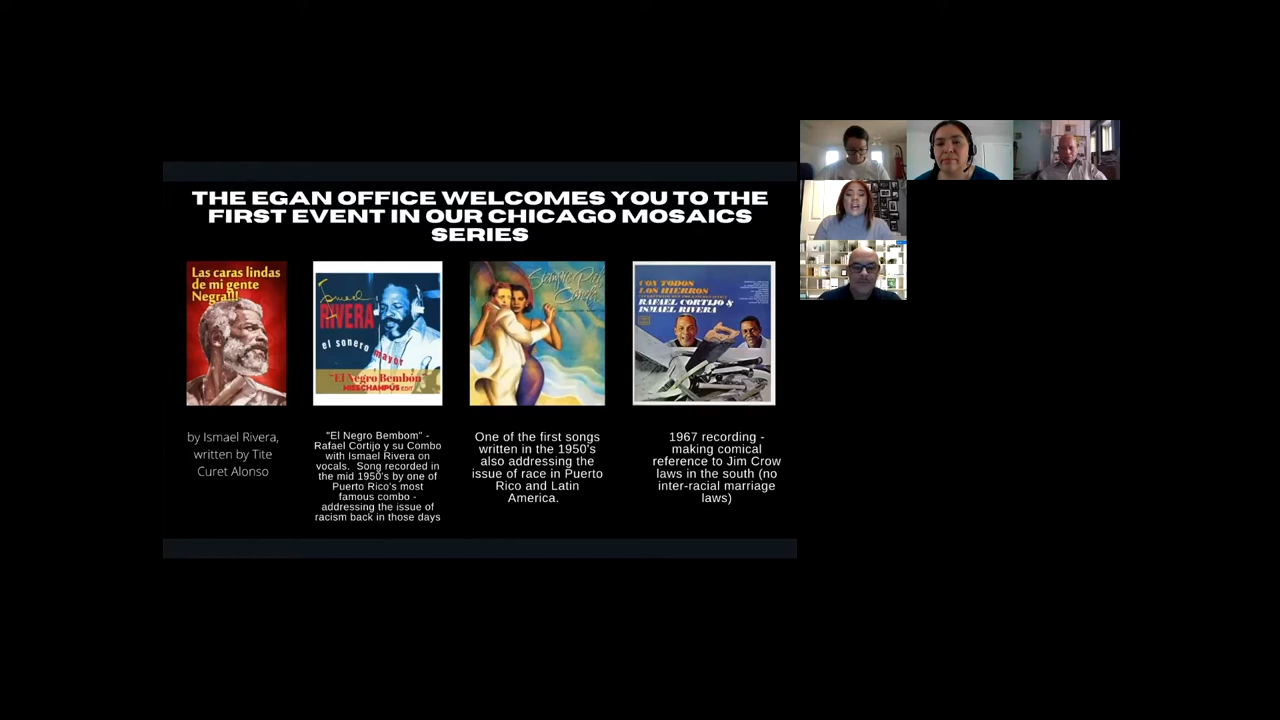 THE EGAN OFFICE WELCOMES YOU TO THE
FIRST EVENT IN OUR CHICAGO MOSAICS
SERIES
Las caras lindas
de mi gente
Negra!!!
by Ismael Rivera,
written by Tite
Curet Alonso
Ismael
RIVERA
el sonero
mayor
"El Negro Bembón"
MISSCHAMPÚS EDIT
"El Negro Bembom" -
Rafael Cortijo y su Combo
with Ismael Rivera on
vocals. Song recorded in
the mid 1950's by one of
Puerto Rico's most
famous combo -
addressing the issue of
racism back in those days
One of the first songs
written in the 1950's
also addressing the
issue of race in Puerto
Rico and Latin
America.
CON TODOS
LOS HIERROS
RAFAEL CORTIJO &
ISMAEL RIVERA
1967 recording -
making comical
reference to Jim Crow
laws in the south (no
inter-racial marriage
laws)